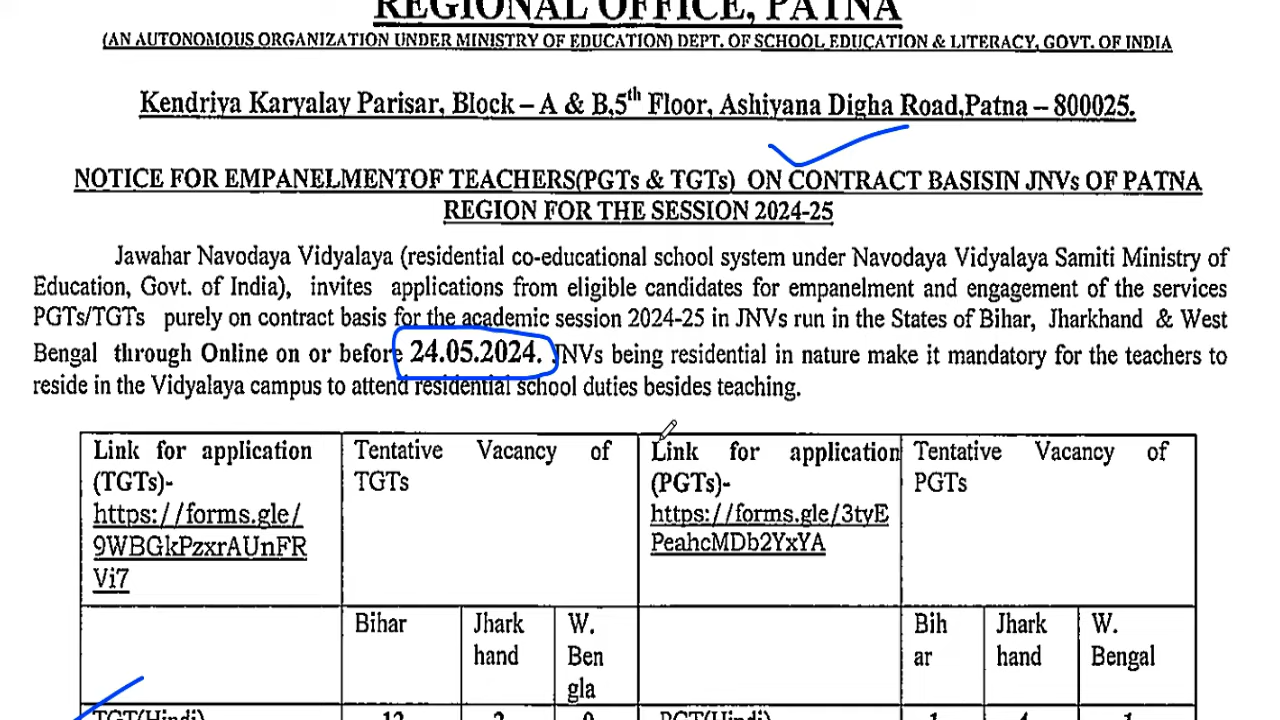 REGIONAL OFFICE, PATNA
(AN AUTONOMOUS ORGANIZATION UNDER MINISTRY OF EDUCATION) DEPT. OF SCHOOL EDUCATION & LITERACY, GOVT. OF INDIA
Kendriya Karyalay Parisar, Block – A & B,5th Floor, Ashiyana Digha Road,Patna – 800025.
NOTICE FOR EMPANELMENTOF TEACHERS(PGTs & TGTs) ON CONTRACT BASISIN JNVs OF PATNA
REGION FOR THE SESSION 2024-25
Jawahar Navodaya Vidyalaya (residential co-educational school system under Navodaya Vidyalaya Samiti Ministry of
Education, Govt. of India), invites applications from eligible candidates for empanelment and engagement of the services
PGTs/TGTs purely on contract basis for the academic session 2024-25 in JNVs run in the States of Bihar, Jharkhand & West
Bengal through Online on or before 24.05.2024. JNVs being residential in nature make it mandatory for the teachers to
reside in the Vidyalaya campus to attend residential school duties besides teaching.
Link for application
(TGTs)-
https://forms.gle/
9WBGkPzxrAUnFR
Vi7
Tentative Vacancy of
TGTs
Link for application
(PGTs)-
https://forms.gle/3tyE
PeahcMDb2YxYA
Tentative Vacancy of
PGTs
Bihar
Jhark
hand
W.
Ben
gla
Bih
ar
Jhark
hand
W.
Bengal
TGT(Hindi)
PGT(Hindi)